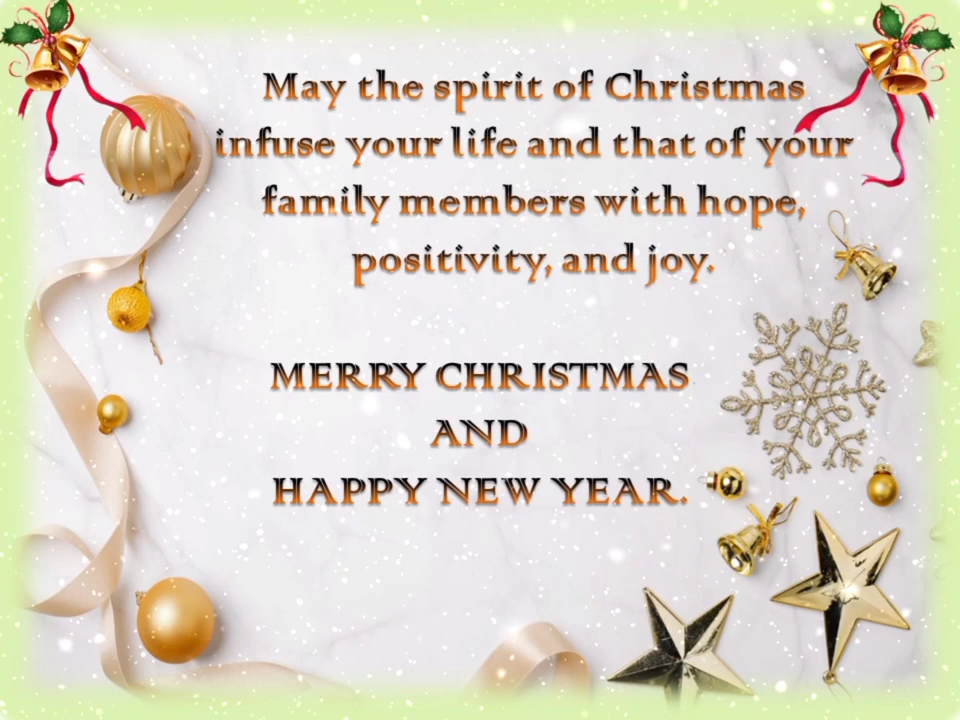 May the spirit of Christmas
infuse your life and that of your
family members with hope,
positivity, and joy.
MERRY CHRISTMAS
AND
HAPPY NEW YEAR.